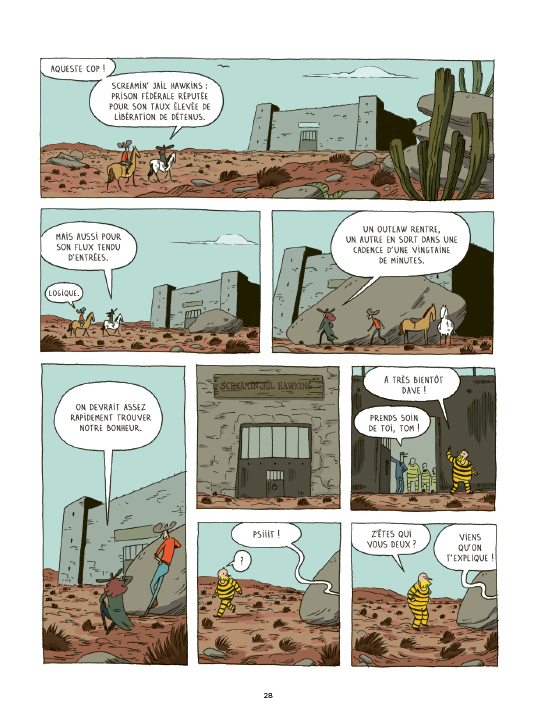 AQUESTE COP !
SCREAMIN' JAIL HAWKINS :
PRISON FÉDÉRALE RÉPUTÉE
POUR SON TAUX ÉLEVÉE DE
LIBÉRATION DE DÉTENUS.
MAIS AUSSI POUR
SON FLUX TENDU
D'ENTRÉES.
LOGIQUE.
UN OUTLAW RENTRE,
UN AUTRE EN SORT DANS UNE
CADENCE D'UNE VINGTAINE
DE MINUTES.
ON DEVRAIT ASSEZ
RAPIDEMENT TROUVER
NOTRE BONHEUR.
SCREAMIN' JAIL HAWKINS
A TRÈS BIENTÔT
DAVE !
PRENDS SOIN
DE TOI, TOM !
PSIIIT !
?
Z'ÊTES QUI
VOUS DEUX ?
VIENS
QU'ON
T'EXPLIQUE !
28